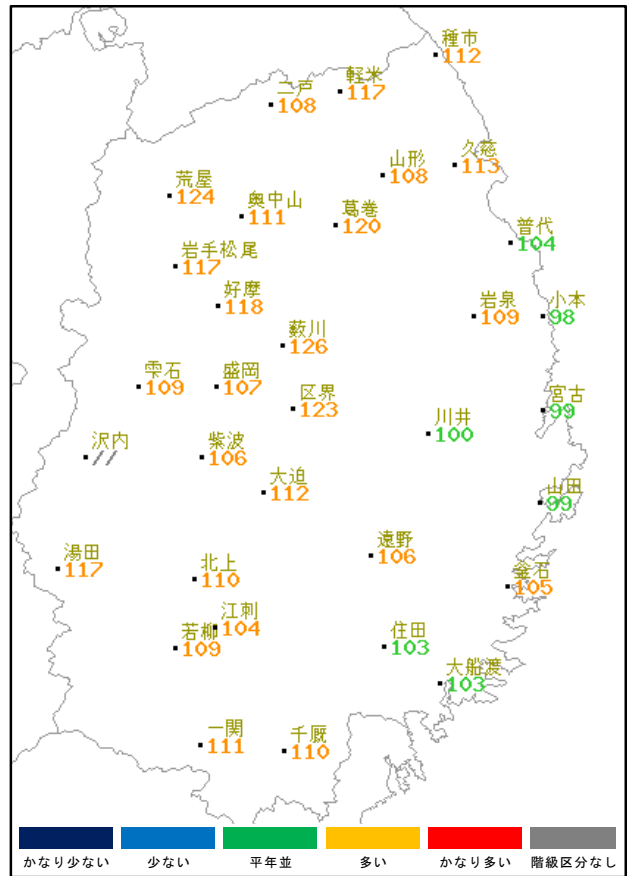 種市
112
軽米
117
二戸
108
久慈
113
山形
108
荒屋
124
奥中山
111
葛巻
120
普代
104
岩手松尾
117
好摩
118
岩泉
109
小本
98
薮川
126
雫石
109
盛岡
107
区界
123
宮古
99
川井
100
沢内
//
紫波
106
大迫
112
山田
99
湯田
117
北上
110
遠野
106
釜石
105
江刺
104
若柳
109
住田
103
大船渡
103
一関
111
千厩
110
かなり少ない 少ない 平年並 多い かなり多い 階級区分なし